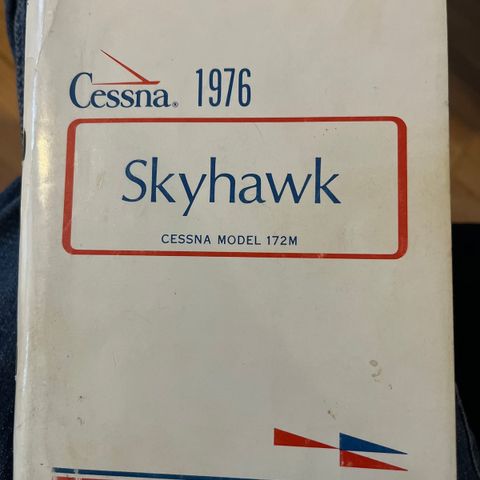 Cessna® 1976
Skyhawk
CESSNA MODEL 172M